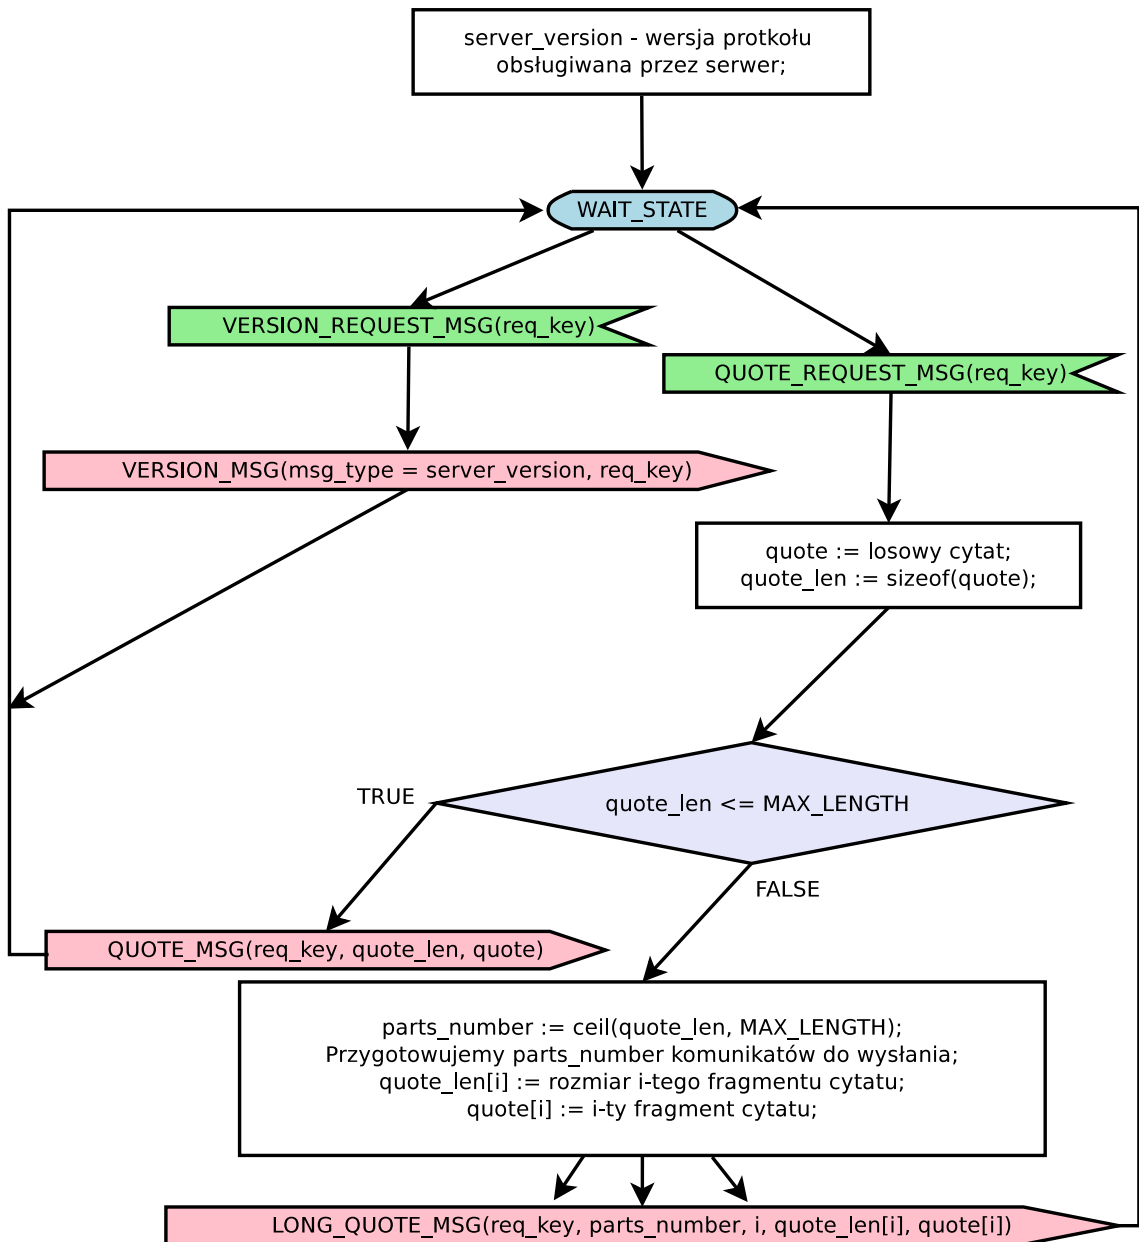 server_version - wersja protkołu
obsługiwana przez serwer;
WAIT_STATE
VERSION_REQUEST_MSG(req_key)
QUOTE_REQUEST_MSG(req_key)
VERSION_MSG(msg_type = server_version, req_key)
quote := losowy cytat;
quote_len := sizeof(quote);
TRUE
quote_len <= MAX_LENGTH
FALSE
QUOTE_MSG(req_key, quote_len, quote)
parts_number := ceil(quote_len, MAX_LENGTH);
Przygotowujemy parts_number komunikatów do wysłania;
quote_len[i] := rozmiar i-tego fragmentu cytatu;
quote[i] := i-ty fragment cytatu;
LONG_QUOTE_MSG(req_key, parts_number, i, quote_len[i], quote[i])